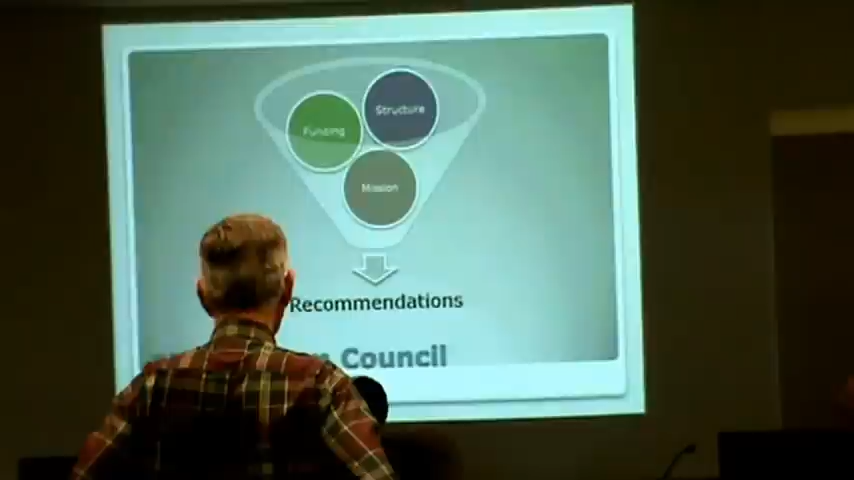 Structure
Funding
Mission
Recommendations
Council